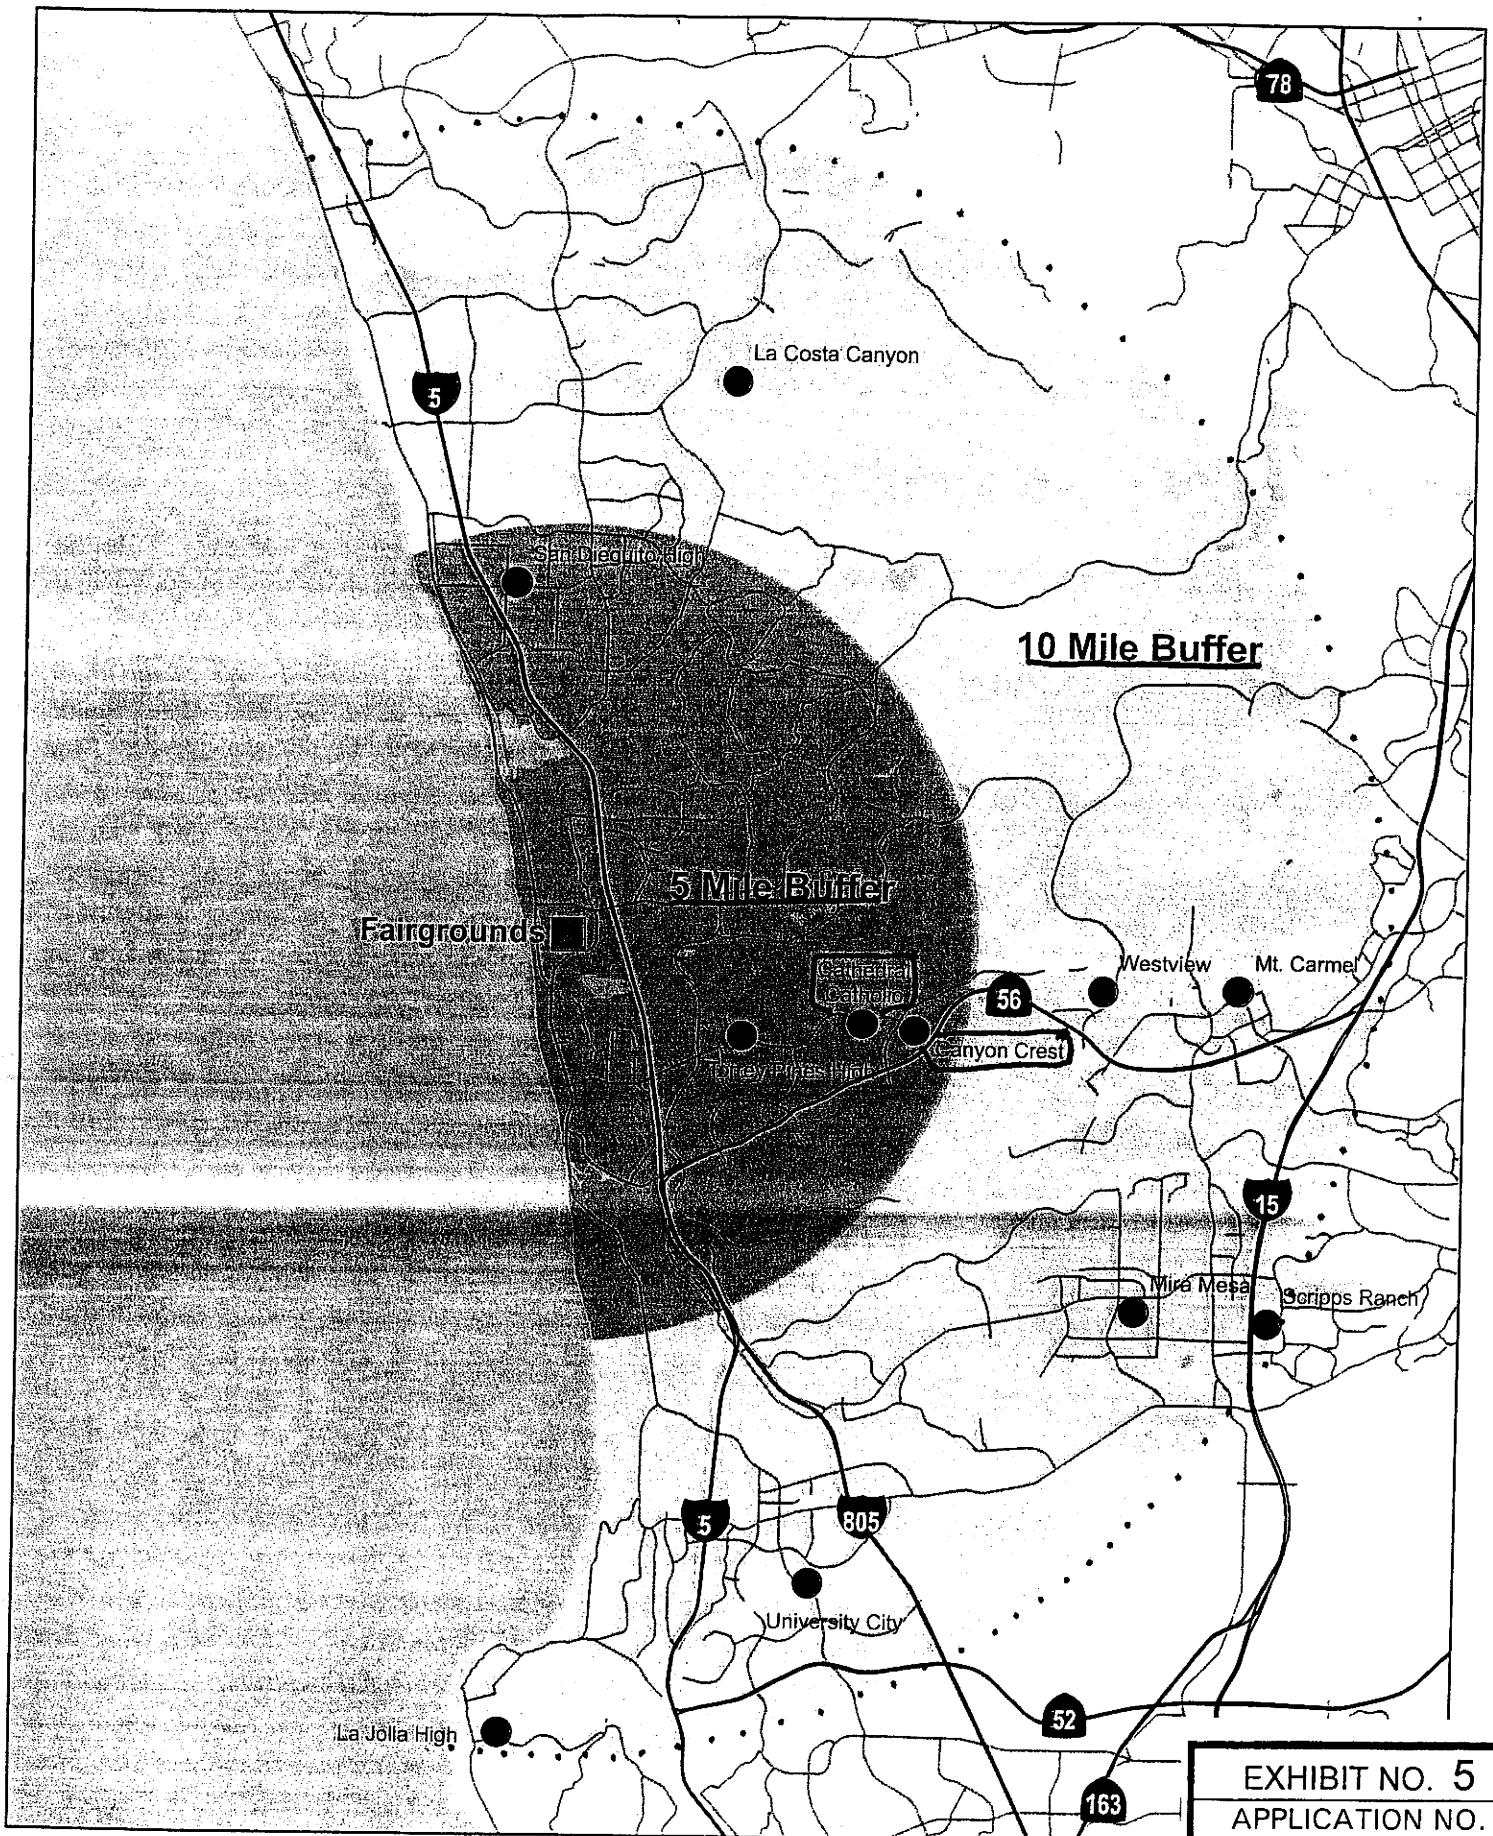 78
La Costa Canyon
5
San Dieguito High
10 Mile Buffer
5 Mile Buffer
Fairgrounds
Cathedral
Catholic
Westview
Mt. Carmel
56
Canyon Crest
Torrey Pines High
15
Mira Mesa
Scripps Ranch
5
805
University City
La Jolla High
52
163
EXHIBIT NO. 5
APPLICATION NO.